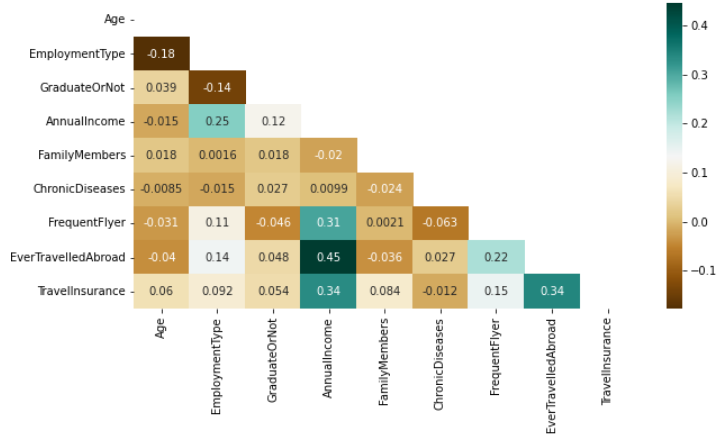 Age
EmploymentType -0.18
GraduateOrNot 0.039 -0.14
AnnualIncome -0.015 0.25 0.12
FamilyMembers 0.018 0.0016 0.018 -0.02
ChronicDiseases -0.0085 -0.015 0.027 0.0099 -0.024
FrequentFlyer -0.031 0.11 -0.046 0.31 0.0021 -0.063
EverTravelledAbroad -0.04 0.14 0.048 0.45 -0.036 0.027 0.22
TravelInsurance 0.06 0.092 0.054 0.34 0.084 -0.012 0.15 0.34
Age
EmploymentType
GraduateOrNot
AnnualIncome
FamilyMembers
ChronicDiseases
FrequentFlyer
EverTravelledAbroad
TravelInsurance
0.4
0.3
0.2
0.1
0.0
-0.1